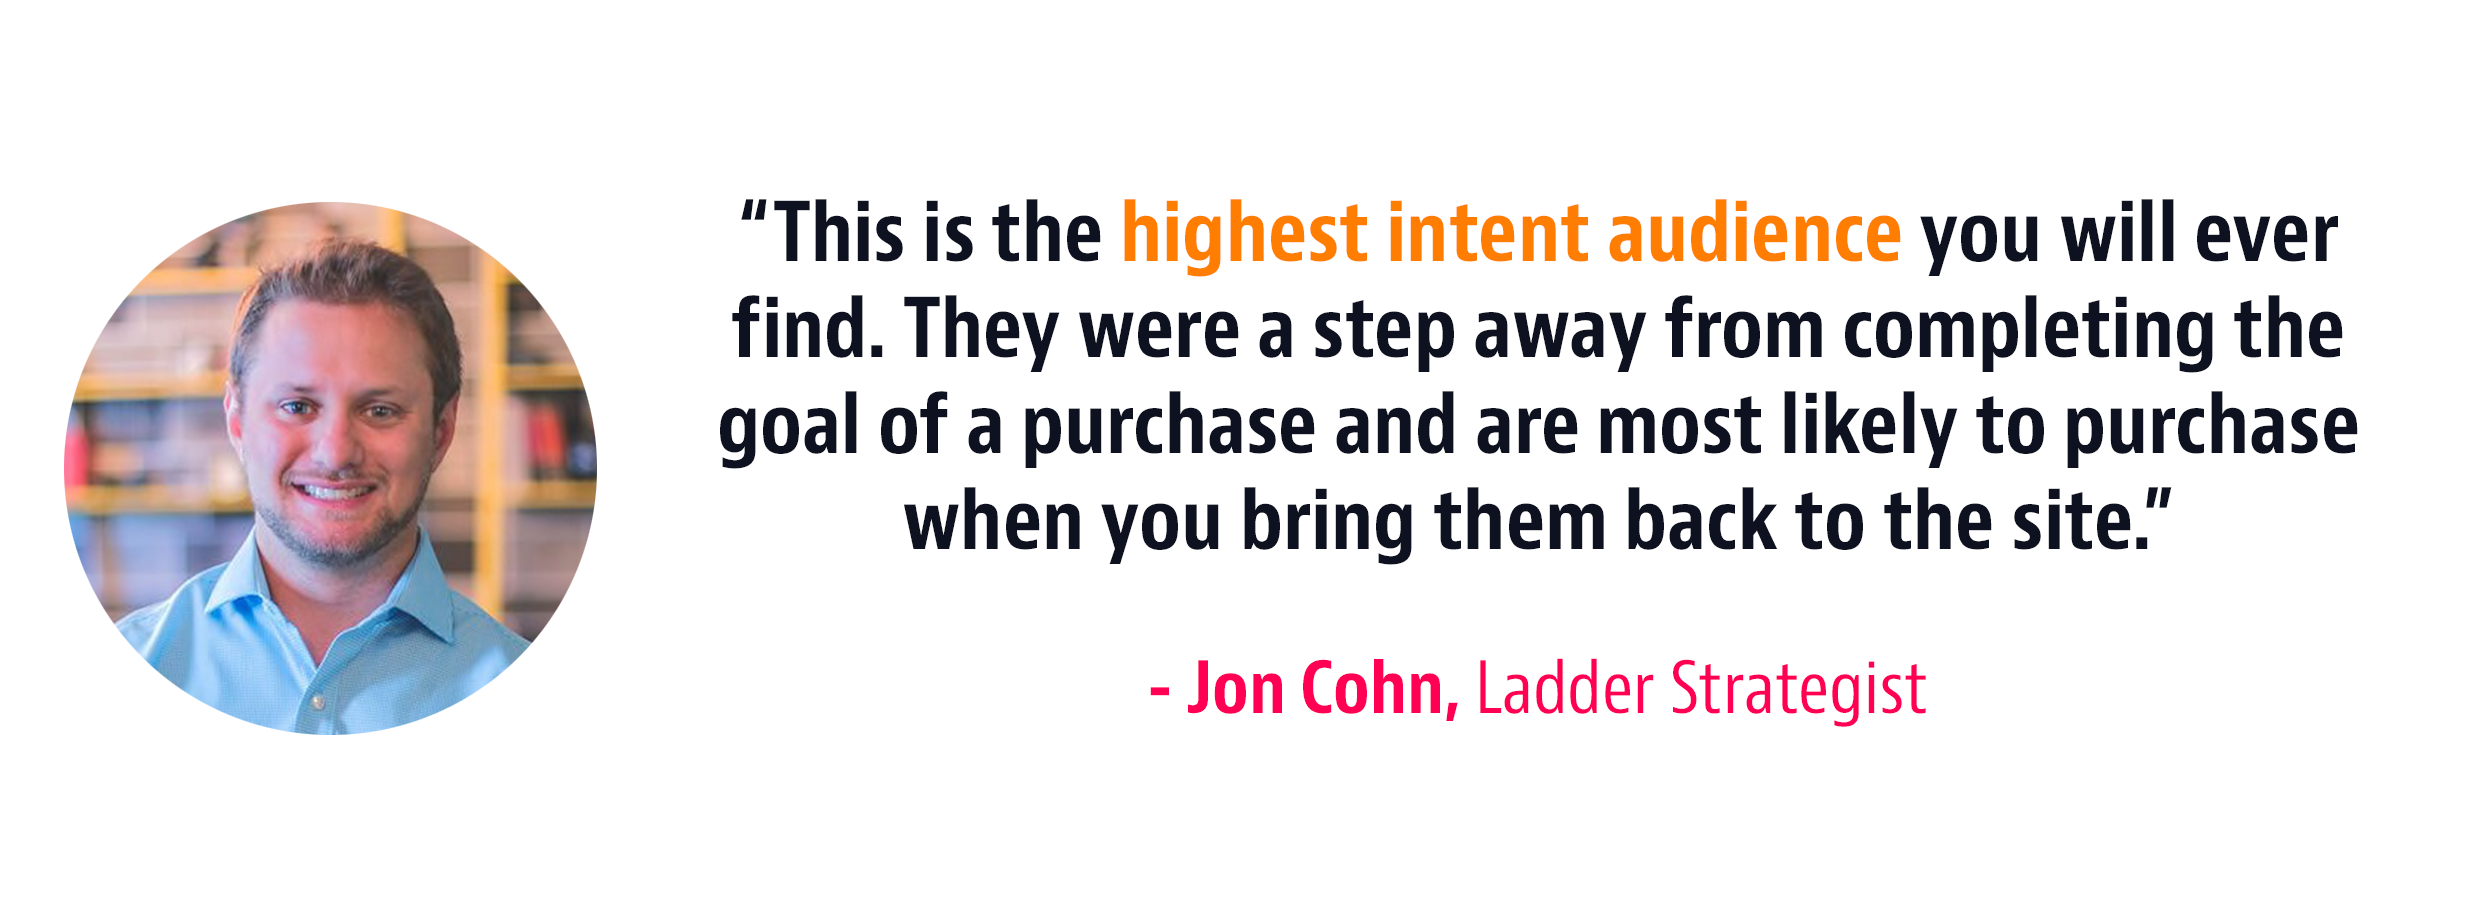 “This is the highest intent audience you will ever
find. They were a step away from completing the
goal of a purchase and are most likely to purchase
when you bring them back to the site.”
- Jon Cohn, Ladder Strategist